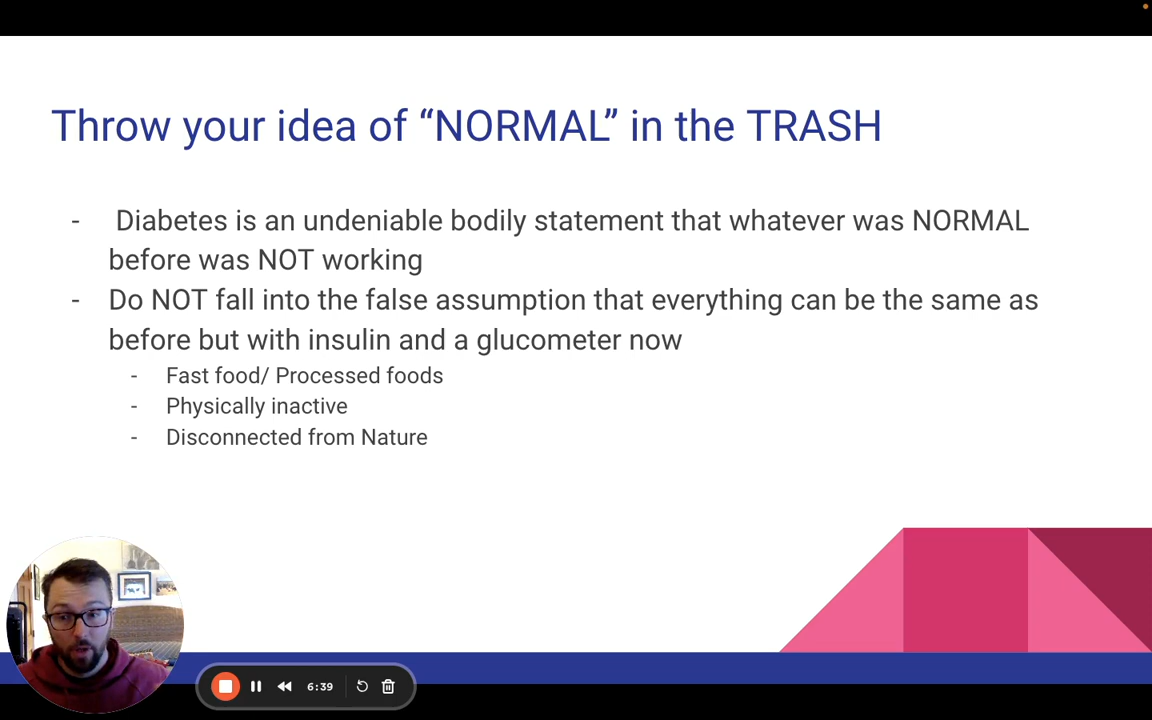 Throw your idea of “NORMAL” in the TRASH
- Diabetes is an undeniable bodily statement that whatever was NORMAL
before was NOT working
- Do NOT fall into the false assumption that everything can be the same as
before but with insulin and a glucometer now
- Fast food/ Processed foods
- Physically inactive
- Disconnected from Nature
6:39